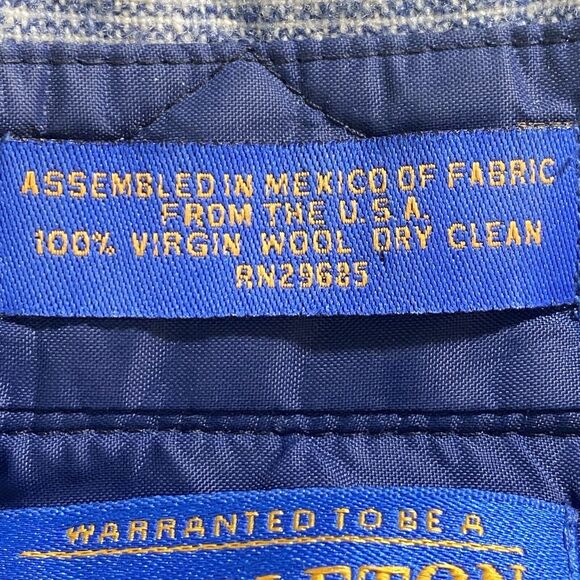 ASSEMBLED IN MEXICO OF FABRIC
FROM THE U.S.A.
100% VIRGIN WOOL DRY CLEAN
RN29685
WARRANTED TO BE A